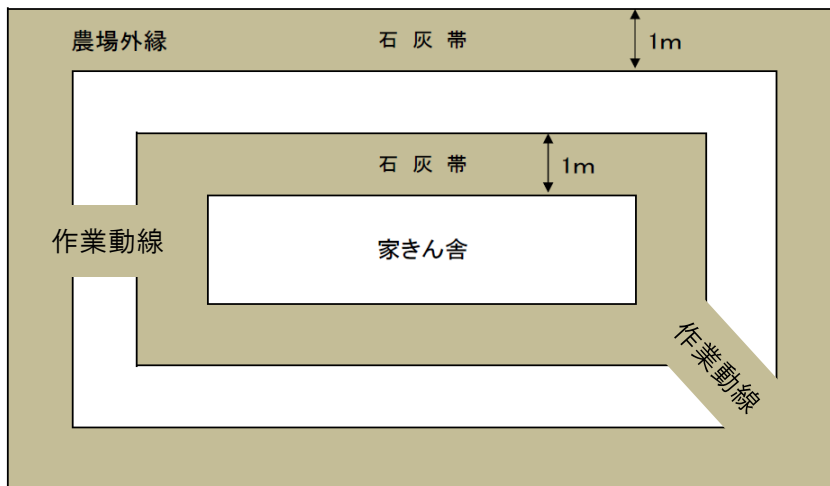 農場外縁
石 灰 帯
1m
石 灰 帯
1m
作業動線
家きん舎
作業動線